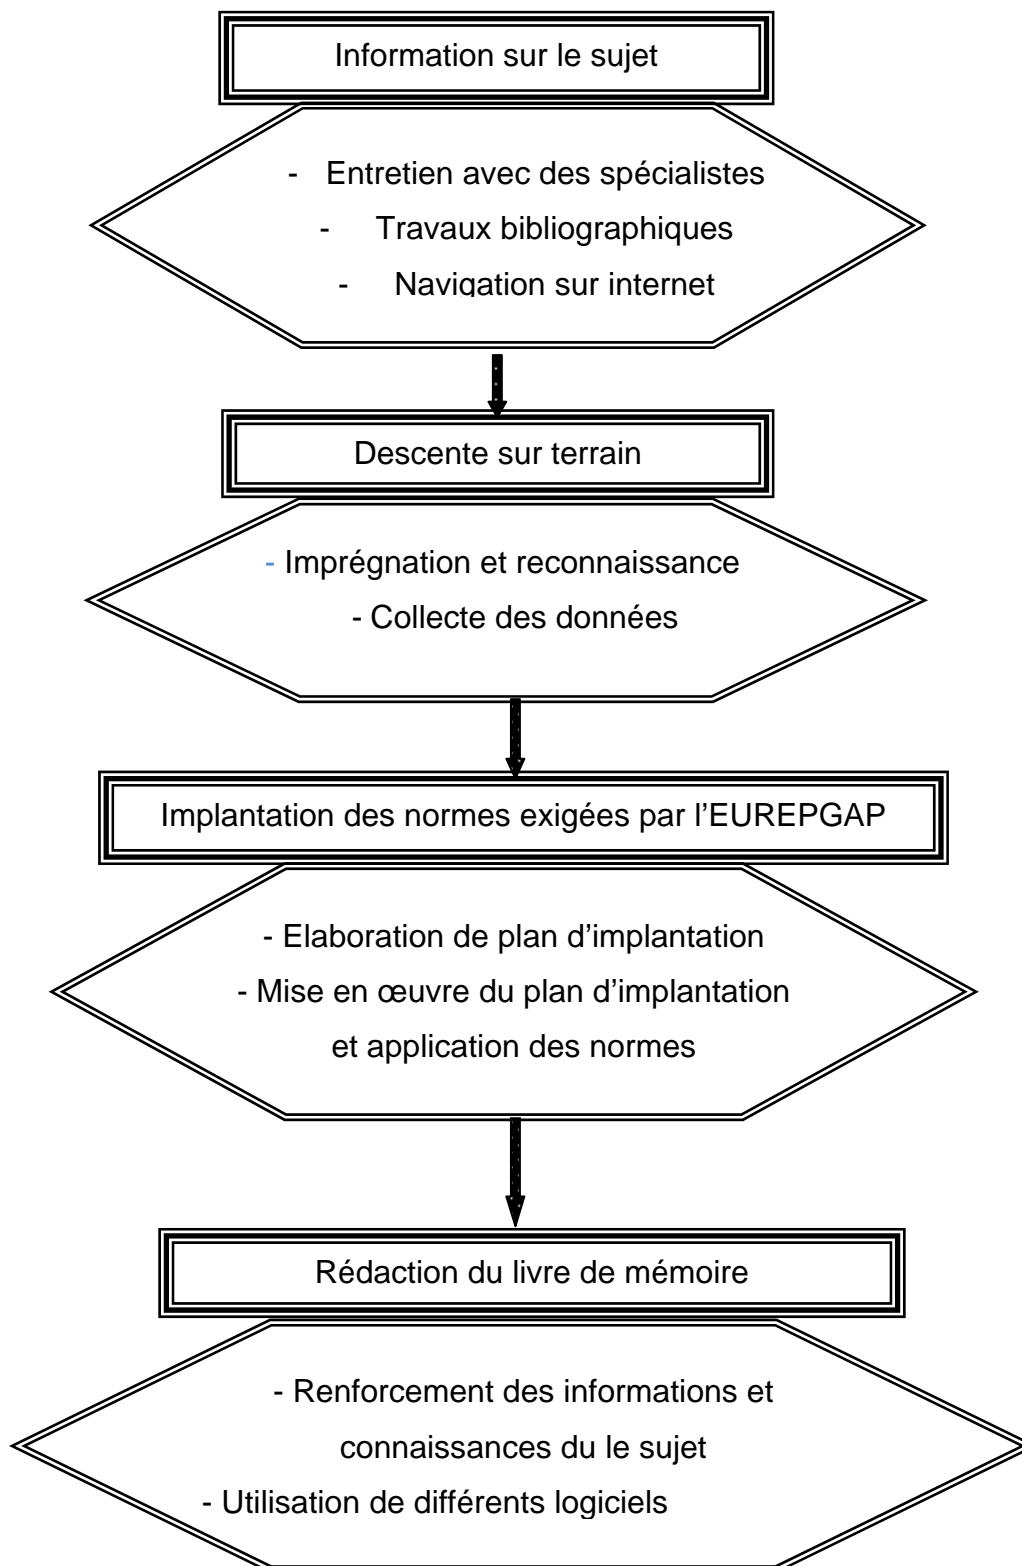 Information sur le sujet
- Entretien avec des spécialistes
- Travaux bibliographiques
- Navigation sur internet
Descente sur terrain
- Imprégnation et reconnaissance
- Collecte des données
Implantation des normes exigées par l’EUREPGAP
- Elaboration de plan d’implantation
- Mise en œuvre du plan d’implantation
et application des normes
Rédaction du livre de mémoire
- Renforcement des informations et
connaissances du le sujet
- Utilisation de différents logiciels